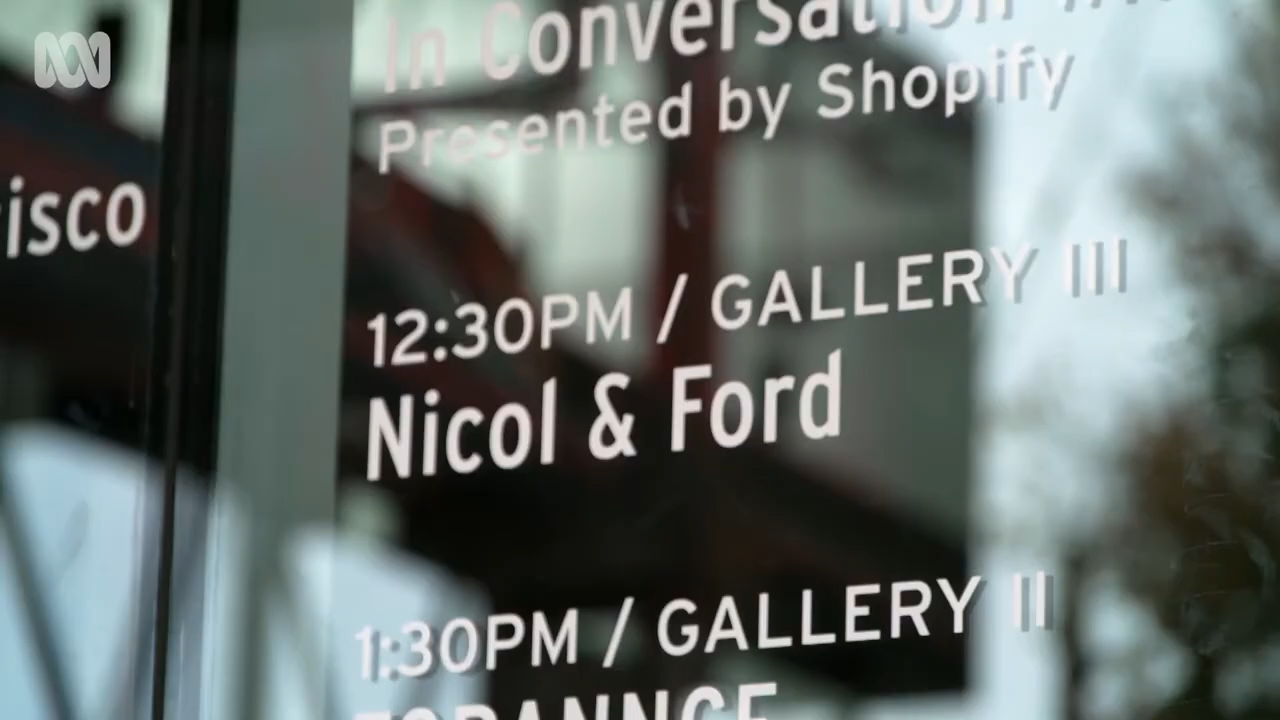 In Conversation
Presented by Shopify
isco
12:30PM / GALLERY III
Nicol & Ford
1:30PM / GALLERY II